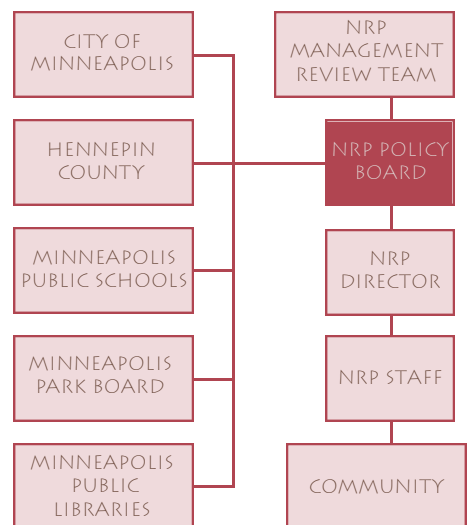 CITY OF
MINNEAPOLIS
HENNEPIN
COUNTY
MINNEAPOLIS
PUBLIC SCHOOLS
MINNEAPOLIS
PARK BOARD
MINNEAPOLIS
PUBLIC
LIBRARIES
NRP
MANAGEMENT
REVIEW TEAM
NRP POLICY
BOARD
NRP
DIRECTOR
NRP STAFF
COMMUNITY